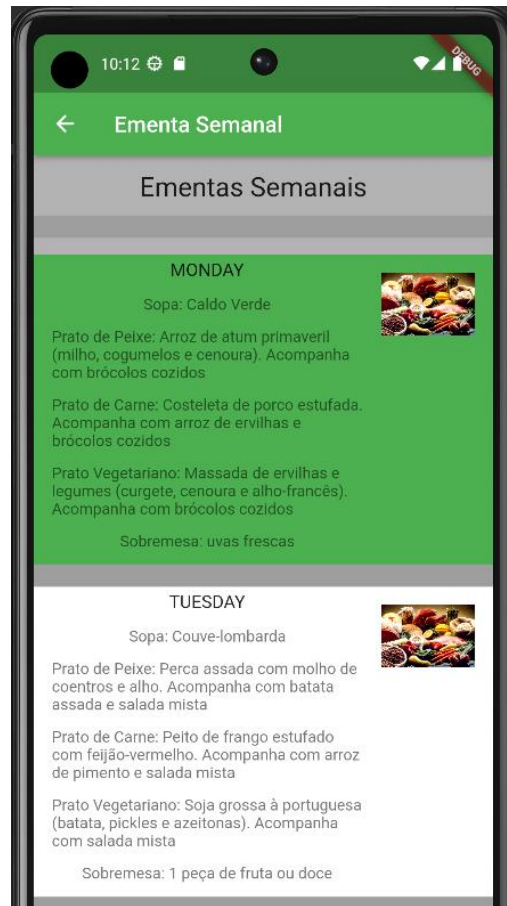 10:12
DEBUG
Ementa Semanal
Ementas Semanais
MONDAY
Sopa: Caldo Verde
Prato de Peixe: Arroz de atum primaveril
(milho, cogumelos e cenoura). Acompanha
com brócolos cozidos
Prato de Carne: Costeleta de porco estufada.
Acompanha com arroz de ervilhas e
brócolos cozidos
Prato Vegetariano: Massada de ervilhas e
legumes (curgete, cenoura e alho-francês).
Acompanha com brócolos cozidos
Sobremesa: uvas frescas
TUESDAY
Sopa: Couve-lombarda
Prato de Peixe: Perca assada com molho de
coentros e alho. Acompanha com batata
assada e salada mista
Prato de Carne: Peito de frango estufado
com feijão-vermelho. Acompanha com arroz
de pimento e salada mista
Prato Vegetariano: Soja grossa à portuguesa
(batata, pickles e azeitonas). Acompanha
com salada mista
Sobremesa: 1 peça de fruta ou doce